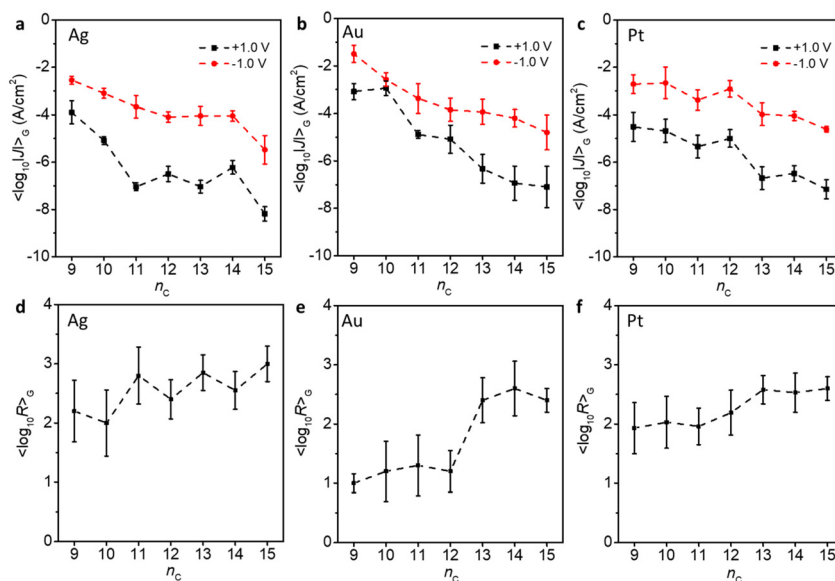 a Ag
+1.0 V
-1.0 V
0
-2
-4
-6
-8
-10
<log₁₀|J|>G (A/cm²)
9 10 11 12 13 14 15
nC
b Au
+1.0 V
-1.0 V
0
-2
-4
-6
-8
-10
<log₁₀|J|>G (A/cm²)
9 10 11 12 13 14 15
nC
c Pt
+1.0 V
-1.0 V
0
-2
-4
-6
-8
-10
<log₁₀|J|>G (A/cm²)
9 10 11 12 13 14 15
nC
d Ag
4
3
2
1
0
<log₁₀R>G
9 10 11 12 13 14 15
nC
e Au
4
3
2
1
0
<log₁₀R>G
9 10 11 12 13 14 15
nC
f Pt
4
3
2
1
0
<log₁₀R>G
9 10 11 12 13 14 15
nC